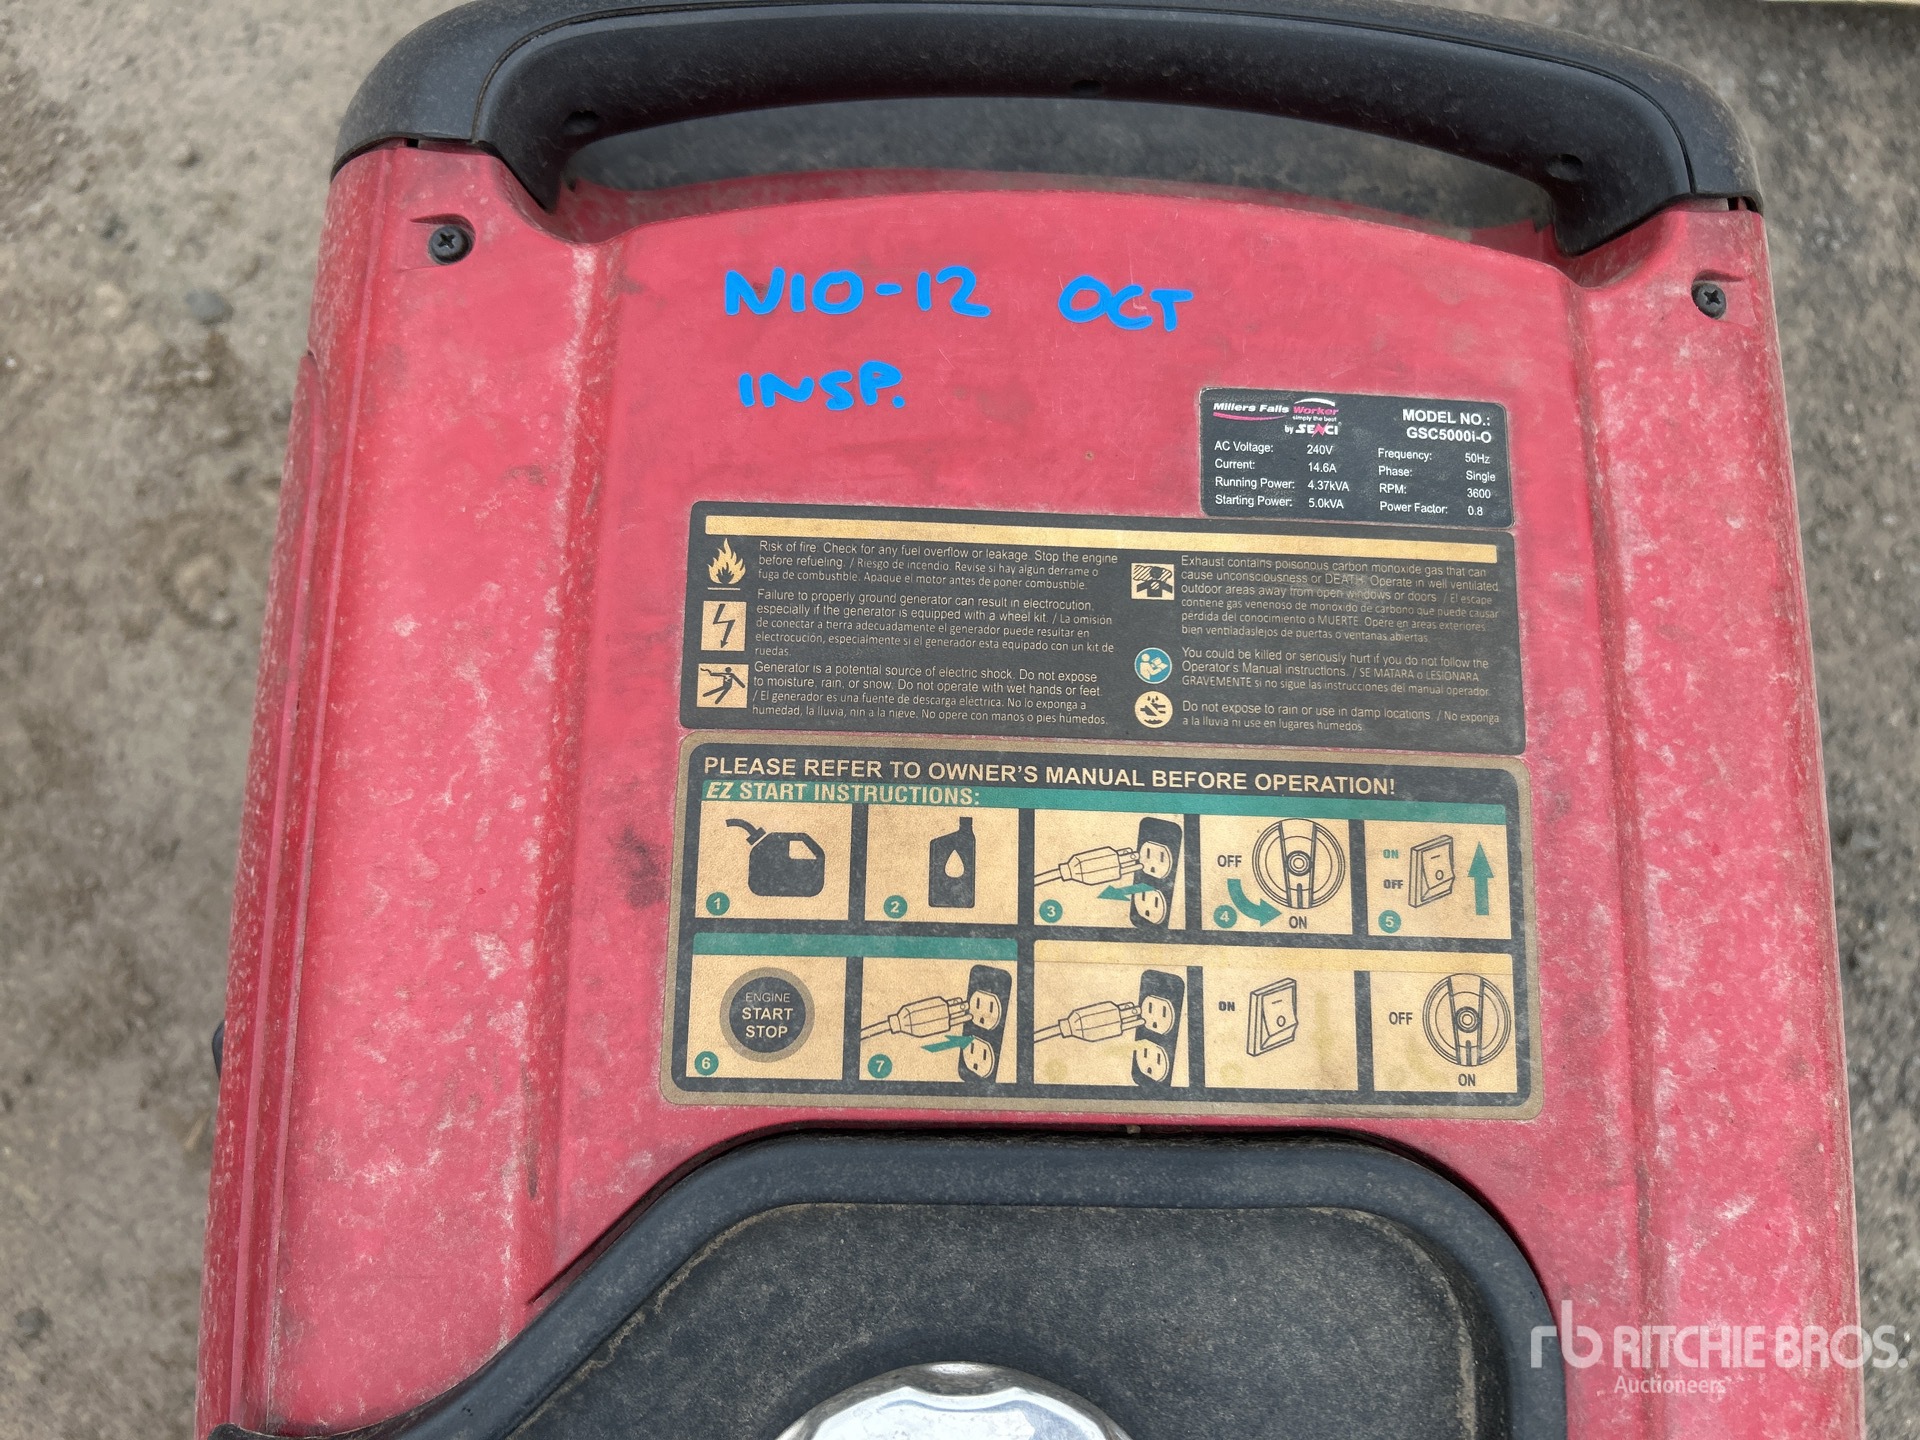 N10-12 OCT
INSP.
Millers Falls Worker
simply the best
by SENCI
MODEL NO.:
GSC5000i-O
AC Voltage: 240V
Current: 14.6A
Running Power: 4.37kVA
Starting Power: 5.0kVA
Frequency: 50Hz
Phase: Single
RPM: 3600
Power Factor: 0.8
Risk of fire. Check for any fuel overflow or leakage. Stop the engine
before refueling. / Riesgo de incendio. Revise si hay algún derrame o
fuga de combustible. Apaque el motor antes de poner combustible.
Failure to properly ground generator can result in electrocution,
especially if the generator is equipped with a wheel kit. / La omisión
de conectar a tierra adecuadamente el generador puede resultar en
electrocución, especialmente si el generador está equipado con un kit de
ruedas.
Generator is a potential source of electric shock. Do not expose
to moisture, rain, or snow. Do not operate with wet hands or feet.
/ El generador es una fuente de descarga eléctrica. No lo exponga a
humedad, la lluvia, nin a la nieve. No opere con manos o pies húmedos.
Exhaust contains poisonous carbon monoxide gas that can
cause unconsciousness or DEATH. Operate in well ventilated,
outdoor areas away from open windows or doors. / El escape
contiene gas venenoso de monóxido de carbono que puede causar
pérdida del conocimiento o MUERTE. Opere en áreas exteriores
bien ventiladaslejos de puertas o ventanas abiertas.
You could be killed or seriously hurt if you do not follow the
Operator's Manual instructions. / SE MATARA o LESIONARA
GRAVEMENTE si no sigue las instrucciones del manual operador.
Do not expose to rain or use in damp locations. / No exponga
a la lluvia ni use en lugares húmedos.
PLEASE REFER TO OWNER'S MANUAL BEFORE OPERATION!
EZ START INSTRUCTIONS:
1
2
3
OFF
4
ON
ON
OFF
5
ENGINE
START
STOP
6
7
ON
OFF
ON
rb RITCHIE BROS.
Auctioneers